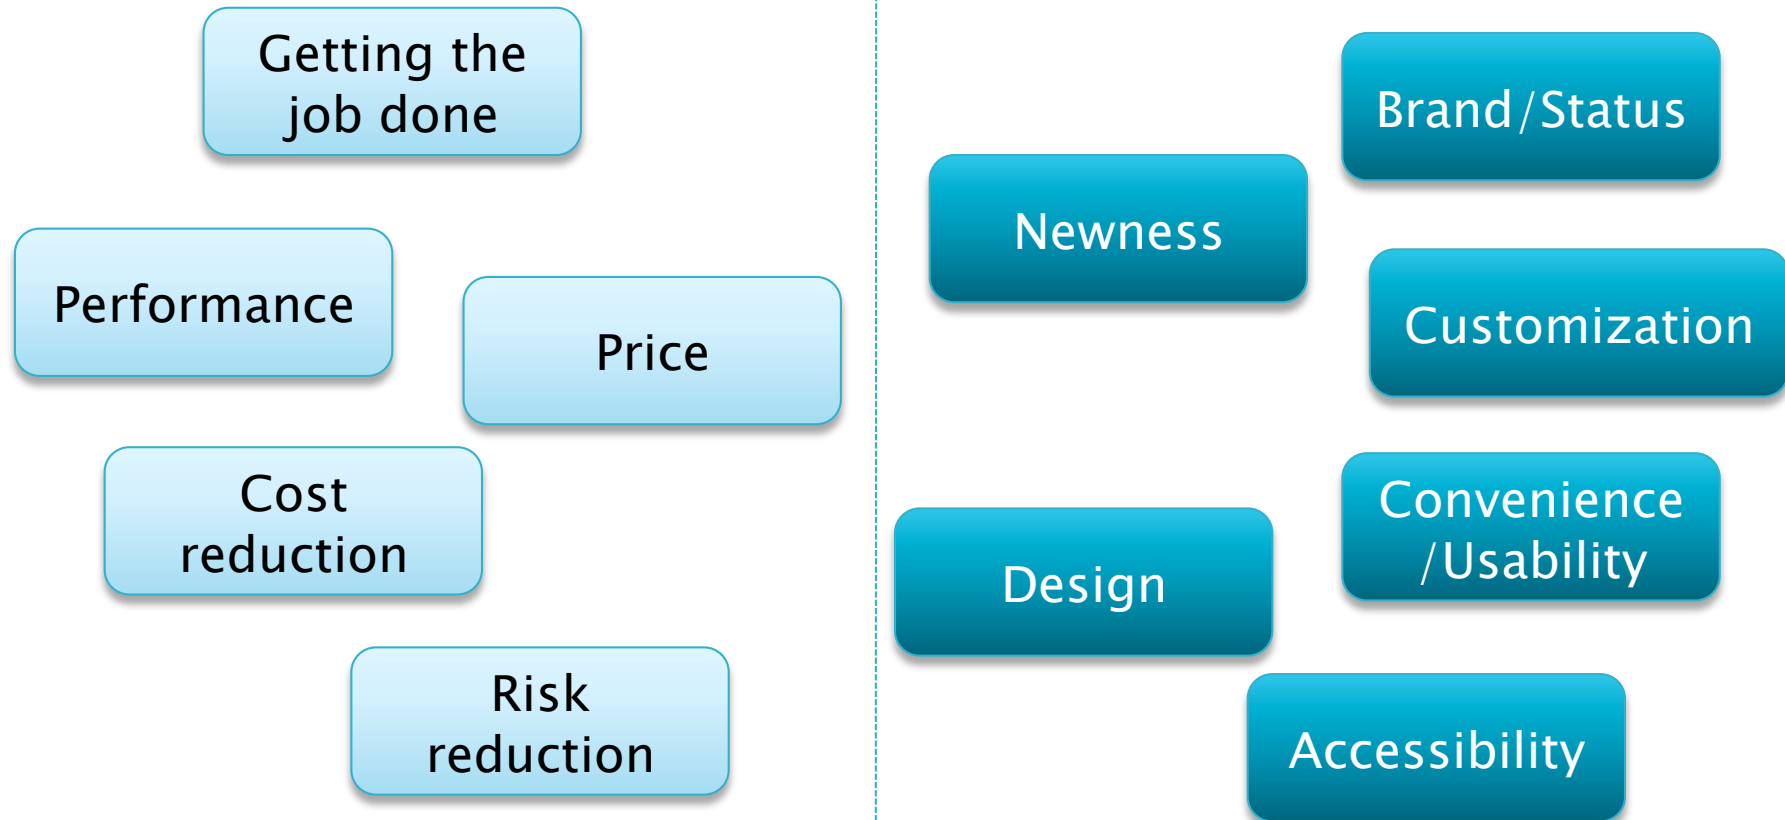 Getting the
job done
Performance
Price
Cost
reduction
Risk
reduction
Brand/Status
Newness
Customization
Convenience
/Usability
Design
Accessibility